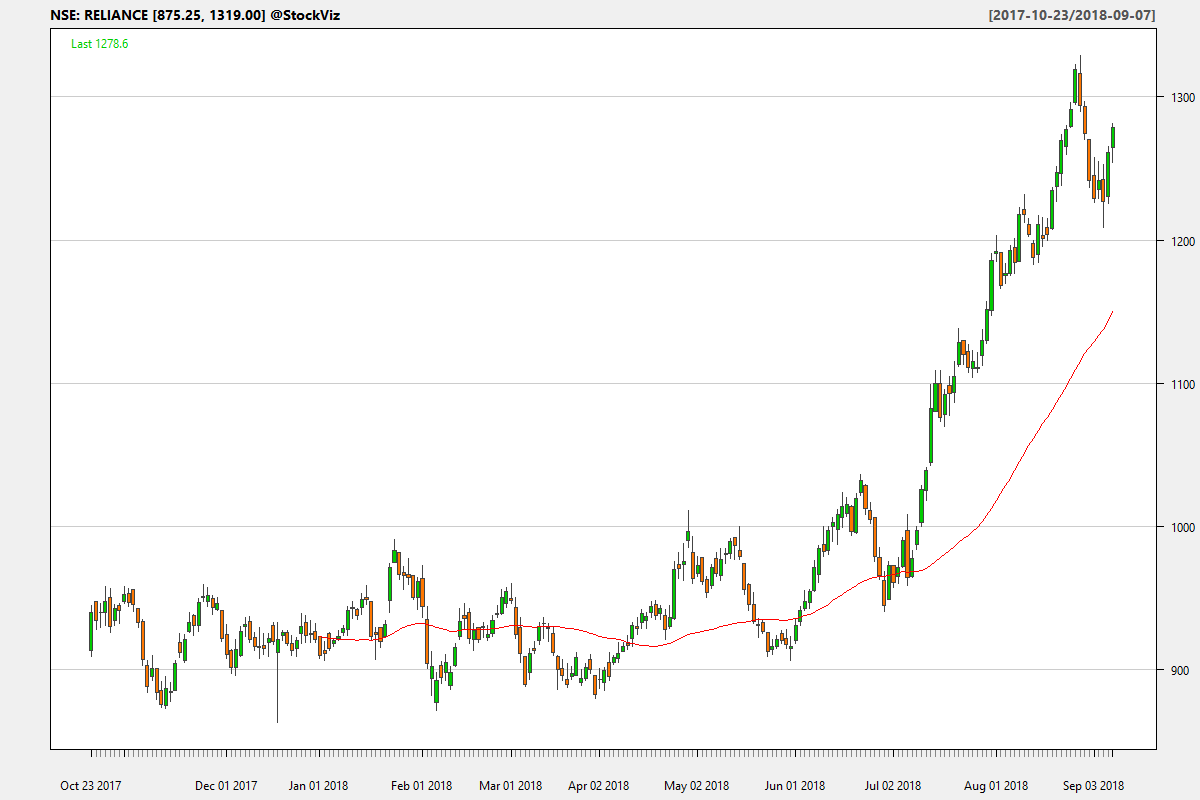 NSE: RELIANCE [875.25, 1319.00] @StockViz [2017-10-23/2018-09-07]
Last 1278.6
1300
1200
1100
1000
900
Oct 23 2017 Dec 01 2017 Jan 01 2018 Feb 01 2018 Mar 01 2018 Apr 02 2018 May 02 2018 Jun 01 2018 Jul 02 2018 Aug 01 2018 Sep 03 2018